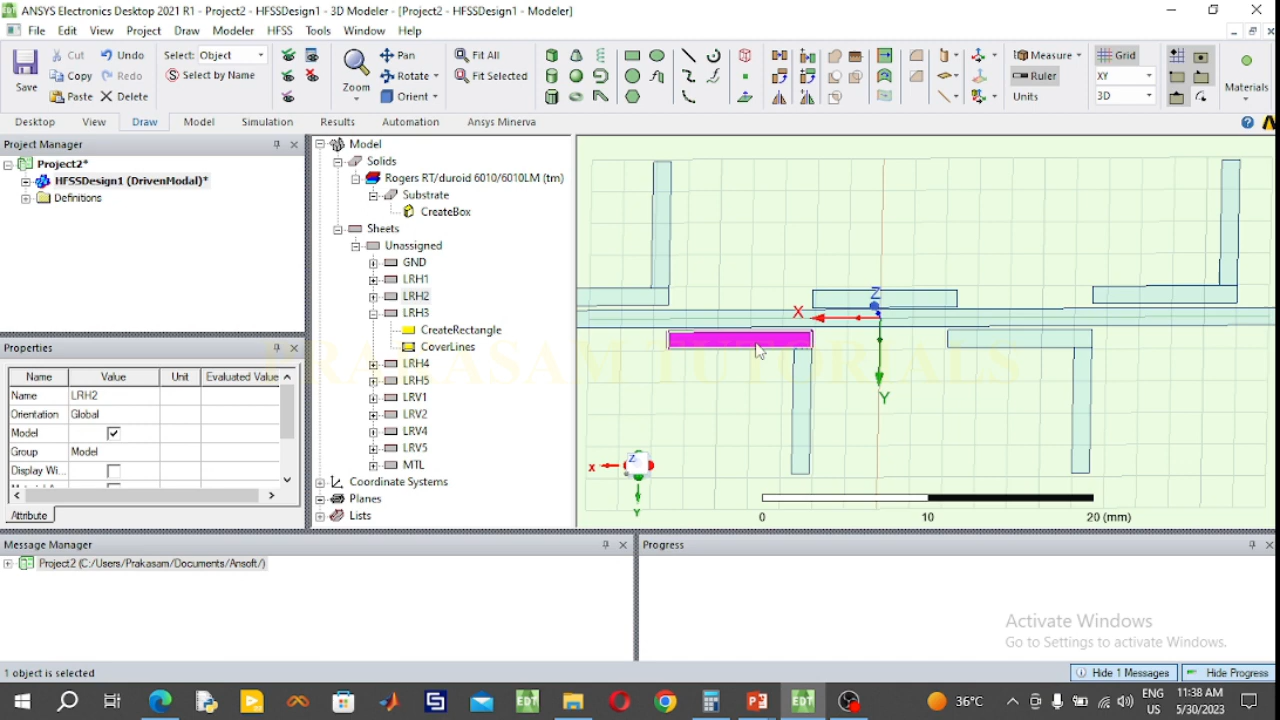 ANSYS Electronics Desktop 2021 R1 - Project2 - HFSSDesign1 - 3D Modeler - [Project2 - HFSSDesign1 - Modeler]
File Edit View Project Draw Modeler HFSS Tools Window Help
Save Cut Copy Paste Undo Redo Delete Select: Object Select by Name Zoom Pan Rotate Orient Fit All Fit Selected Measure Ruler Units Grid XY 3D Materials
Desktop View Draw Model Simulation Results Automation Ansys Minerva
Project Manager
Project2*
HFSSDesign1 (DrivenModal)*
Definitions
Model
Solids
Rogers RT/duroid 6010/6010LM (tm)
Substrate
CreateBox
Sheets
Unassigned
GND
LRH1
LRH2
LRH3
CreateRectangle
CoverLines
LRH4
LRH5
LRV1
LRV2
LRV4
LRV5
MTL
Coordinate Systems
Planes
Lists
Properties
Name Value Unit Evaluated Value
Name LRH2
Orientation Global
Model
Group Model
Display Wi...
Attribute
PRAKASAM TUTORIALS
X Z Y
X Z Y
0 10 20 (mm)
Message Manager
Project2 (C:/Users/Prakasam/Documents/Ansoft/)
Progress
Activate Windows
Go to Settings to activate Windows.
1 object is selected
Hide 1 Messages Hide Progress
36°C ENG US 11:38 AM 5/30/2023